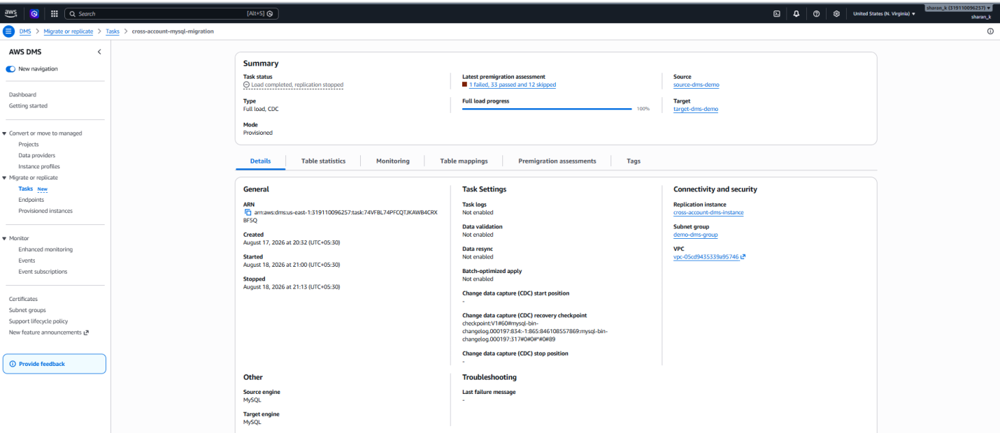 aws
Search
[Alt+S]
United States (N. Virginia)
sharan_k (319110096257)
sharan_k
DMS > Migrate or replicate > Tasks > cross-account-mysql-migration
AWS DMS
New navigation
Dashboard
Getting started
Convert or move to managed
Projects
Data providers
Instance profiles
Migrate or replicate
Tasks New
Endpoints
Provisioned instances
Monitor
Enhanced monitoring
Events
Event subscriptions
Certificates
Subnet groups
Support lifecycle policy
New feature announcements
Provide feedback
Summary
Task status
Load completed, replication stopped
Type
Full load, CDC
Mode
Provisioned
Latest premigration assessment
1 failed, 33 passed and 12 skipped
Full load progress
100%
Source
source-dms-demo
Target
target-dms-demo
Details
Table statistics
Monitoring
Table mappings
Premigration assessments
Tags
General
ARN
arn:aws:dms:us-east-1:319110096257:task:74VFBL74PFCQTJKAWB4CRX
BF5Q
Created
August 17, 2026 at 20:32 (UTC+05:30)
Started
August 18, 2026 at 21:00 (UTC+05:30)
Stopped
August 18, 2026 at 21:13 (UTC+05:30)
Task Settings
Task logs
Not enabled
Data validation
Not enabled
Data resync
Not enabled
Batch-optimized apply
Not enabled
Change data capture (CDC) start position
-
Change data capture (CDC) recovery checkpoint
checkpoint:V1#60#mysql-bin-
changelog.000197:834:-1:865:846108557869:mysql-bin-
changelog.000197:317#0#0#*#0#89
Change data capture (CDC) stop position
-
Connectivity and security
Replication instance
cross-account-dms-instance
Subnet group
demo-dms-group
VPC
vpc-05cd9435339a95746
Other
Source engine
MySQL
Target engine
MySQL
Troubleshooting
Last failure message
-